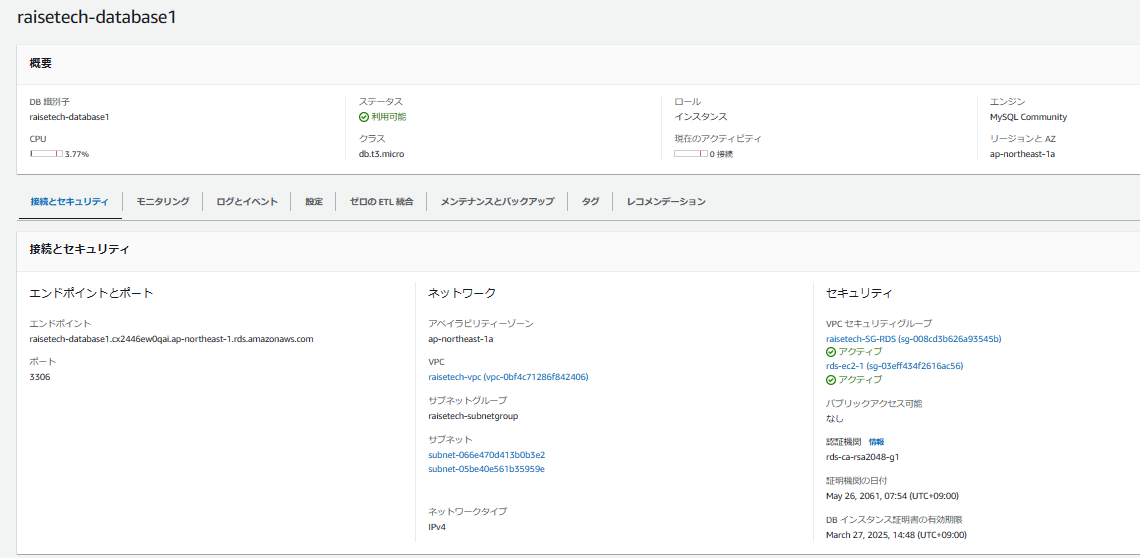 raisetech-database1
概要
DB 識別子
raisetech-database1
ステータス
利用可能
ロール
インスタンス
エンジン
MySQL Community
CPU
3.77%
クラス
db.t3.micro
現在のアクティビティ
0 接続
リージョンと AZ
ap-northeast-1a
接続とセキュリティ
モニタリング
ログとイベント
設定
ゼロの ETL 統合
メンテナンスとバックアップ
タグ
レコメンデーション
接続とセキュリティ
エンドポイントとポート
エンドポイント
raisetech-database1.cx2446ew0qai.ap-northeast-1.rds.amazonaws.com
ポート
3306
ネットワーク
アベイラビリティーゾーン
ap-northeast-1a
VPC
raisetech-vpc (vpc-0bf4c71286f842406)
サブネットグループ
raisetech-subnetgroup
サブネット
subnet-066e470d413b0b3e2
subnet-05be40e561b35959e
ネットワークタイプ
IPv4
セキュリティ
VPC セキュリティグループ
raisetech-SG-RDS (sg-008cd3b626a93545b)
アクティブ
rds-ec2-1 (sg-03eff434f2616ac56)
アクティブ
パブリックアクセス可能
なし
認証機関 情報
rds-ca-rsa2048-g1
証明機関の日付
May 26, 2061, 07:54 (UTC+09:00)
DB インスタンス証明書の有効期限
March 27, 2025, 14:48 (UTC+09:00)